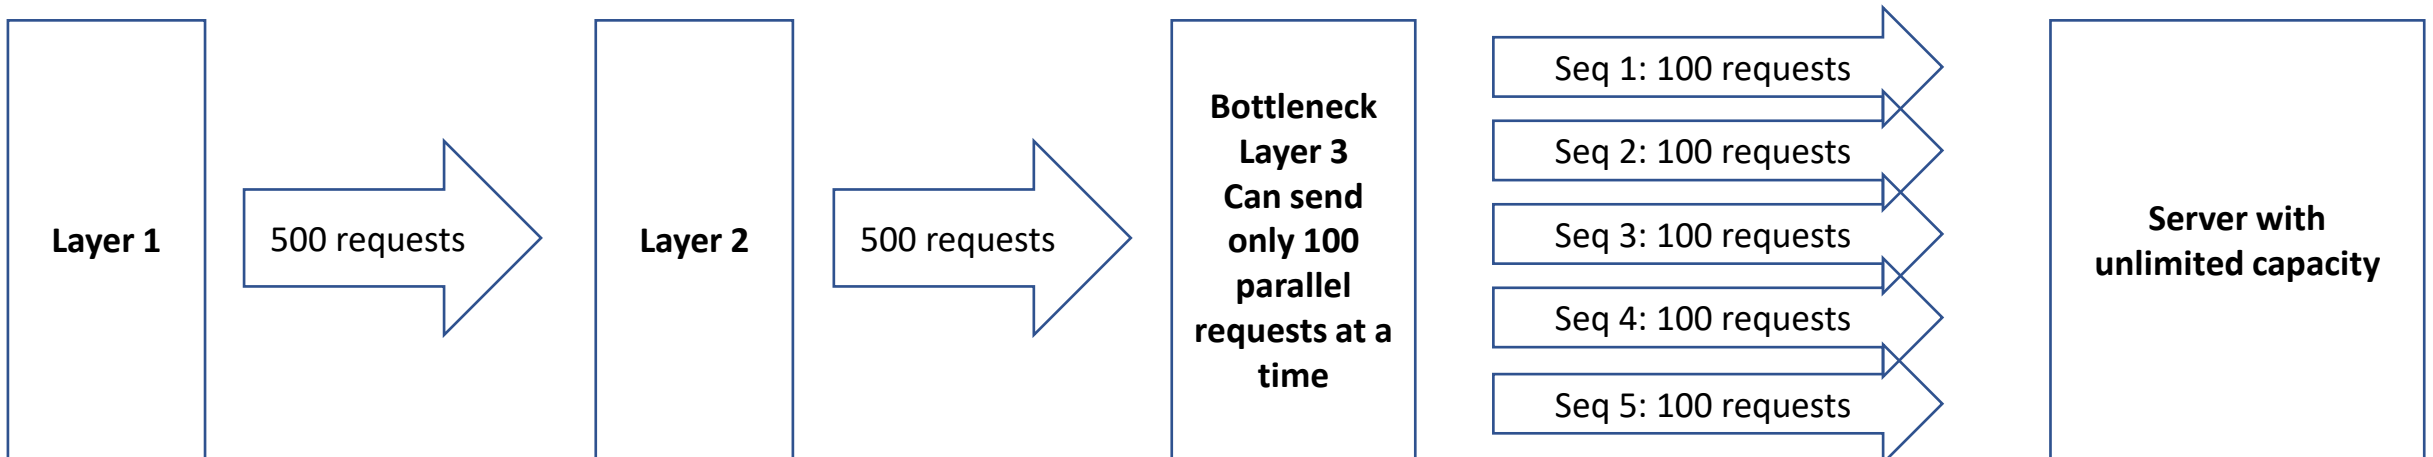 Layer 1
500 requests
Layer 2
500 requests
Bottleneck
Layer 3
Can send
only 100
parallel
requests at a
time
Seq 1: 100 requests
Seq 2: 100 requests
Seq 3: 100 requests
Seq 4: 100 requests
Seq 5: 100 requests
Server with
unlimited capacity